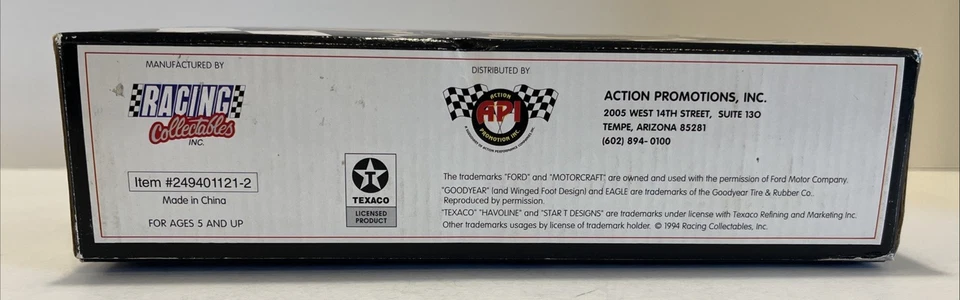 MANUFACTURED BY
RACING
Collectables
INC.
Item #249401121-2
Made in China
FOR AGES 5 AND UP
T
TEXACO
LICENSED
PRODUCT
DISTRIBUTED BY
ACTION
API
PROMOTION INC.
ACTION PROMOTIONS, INC.
2005 WEST 14TH STREET, SUITE 130
TEMPE, ARIZONA 85281
(602) 894-0100
The trademarks "FORD" and "MOTORCRAFT" are owned and used with the permission of Ford Motor Company.
"GOODYEAR" (and Winged Foot Design) and EAGLE are trademarks of the Goodyear Tire & Rubber Co..
Reproduced by permission.
"TEXACO" "HAVOLINE" and "STAR T DESIGNS" are trademarks under license with Texaco Refining and Marketing Inc.
Other trademarks usages by license of trademark holder. © 1994 Racing Collectables, Inc.